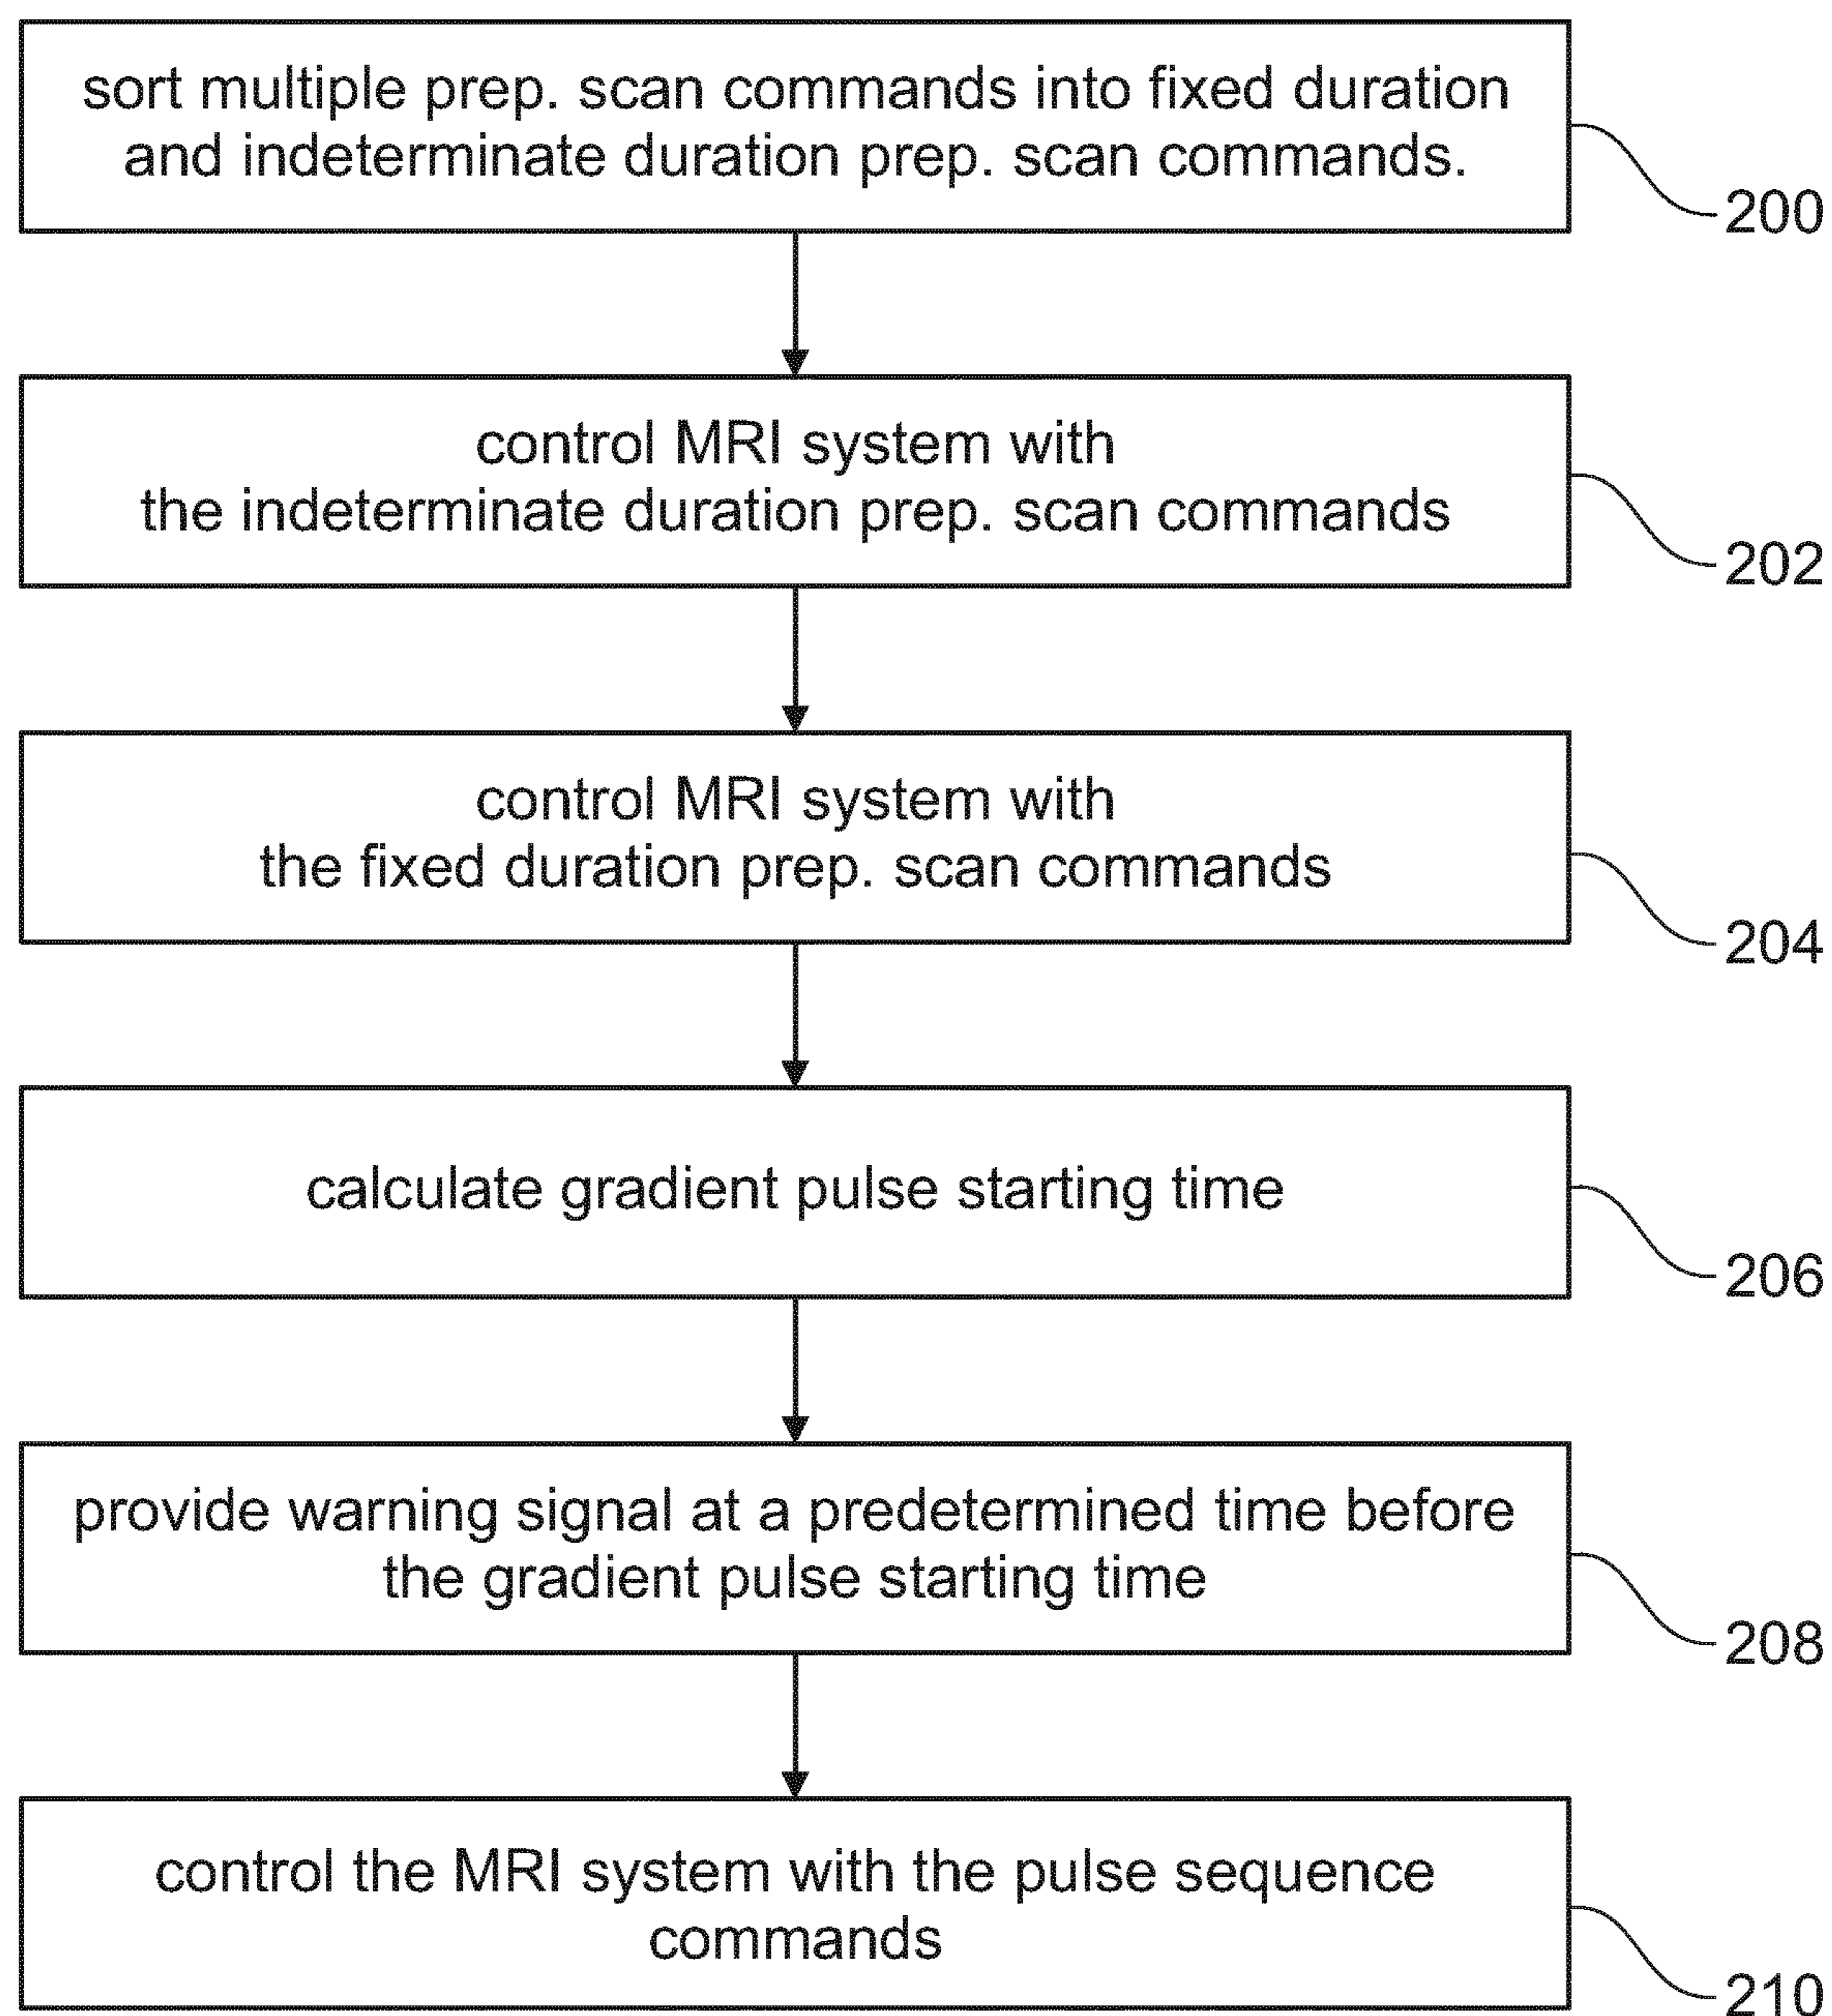 sort multiple prep. scan commands into fixed duration
and indeterminate duration prep. scan commands.
200
control MRI system with
the indeterminate duration prep. scan commands
202
control MRI system with
the fixed duration prep. scan commands
204
calculate gradient pulse starting time
206
provide warning signal at a predetermined time before
the gradient pulse starting time
208
control the MRI system with the pulse sequence
commands
210